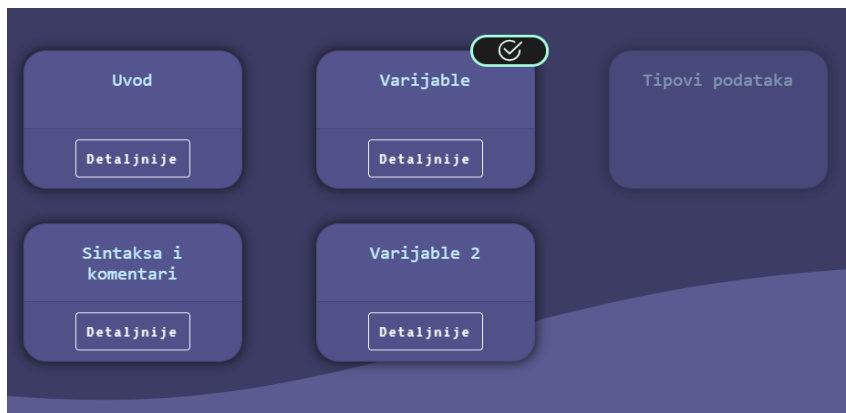 Uvod
Detaljnije
Varijable
Detaljnije
Tipovi podataka
Sintaksa i
komentari
Detaljnije
Varijable 2
Detaljnije